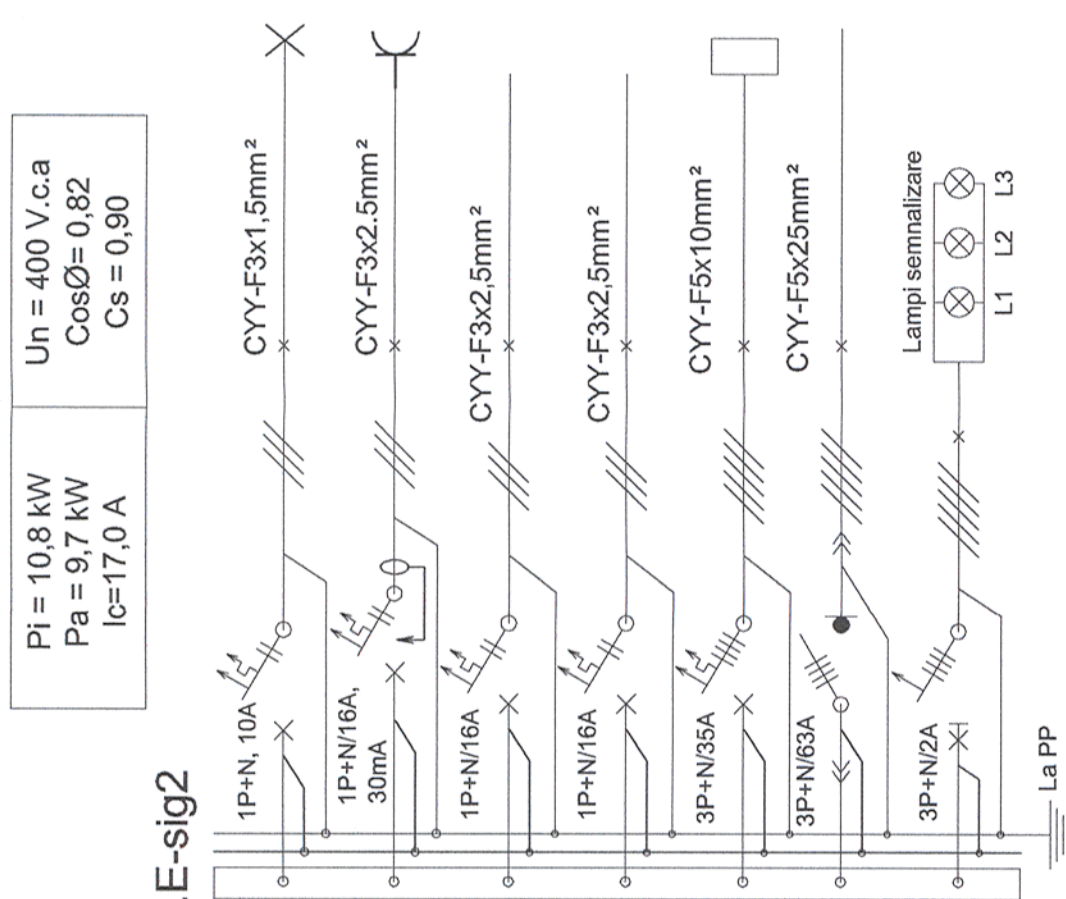 Pi = 10,8 kW
Pa = 9,7 kW
Ic=17,0 A
Un = 400 V.c.a
CosØ= 0,82
Cs = 0,90
E-sig2
1P+N, 10A
CYY-F3x1,5mm²
1P+N/16A,
30mA
CYY-F3x2.5mm²
1P+N/16A
CYY-F3x2,5mm²
1P+N/16A
CYY-F3x2,5mm²
3P+N/35A
CYY-F5x10mm²
3P+N/63A
CYY-F5x25mm²
3P+N/2A
Lampi semnalizare
L1 L2 L3
La PP